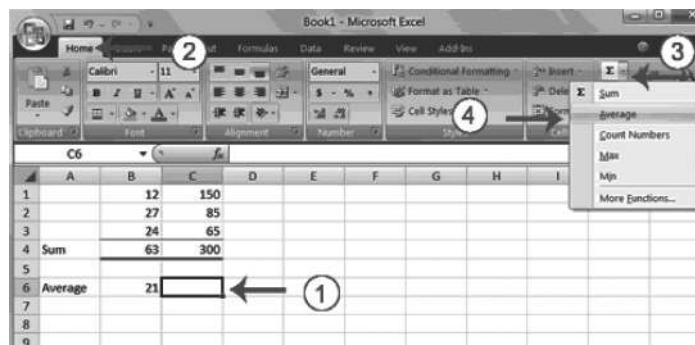 Book1 - Microsoft Excel
Home Formulas Data Review View Add-Ins
2
3
Calibri 11 General Conditional Formatting Insert Σ
Paste B I U A A $ % , Format as Table Dele Σ Sum
Cell Styles 4 Average
Clipboard Font Alignment Number Styles Cell Count Numbers
C6 fx Max
A B C D E F G H I Min
1 12 150 More Functions...
2 27 85
3 24 65
4 Sum 63 300
5
6 Average 21 1
7
8
9